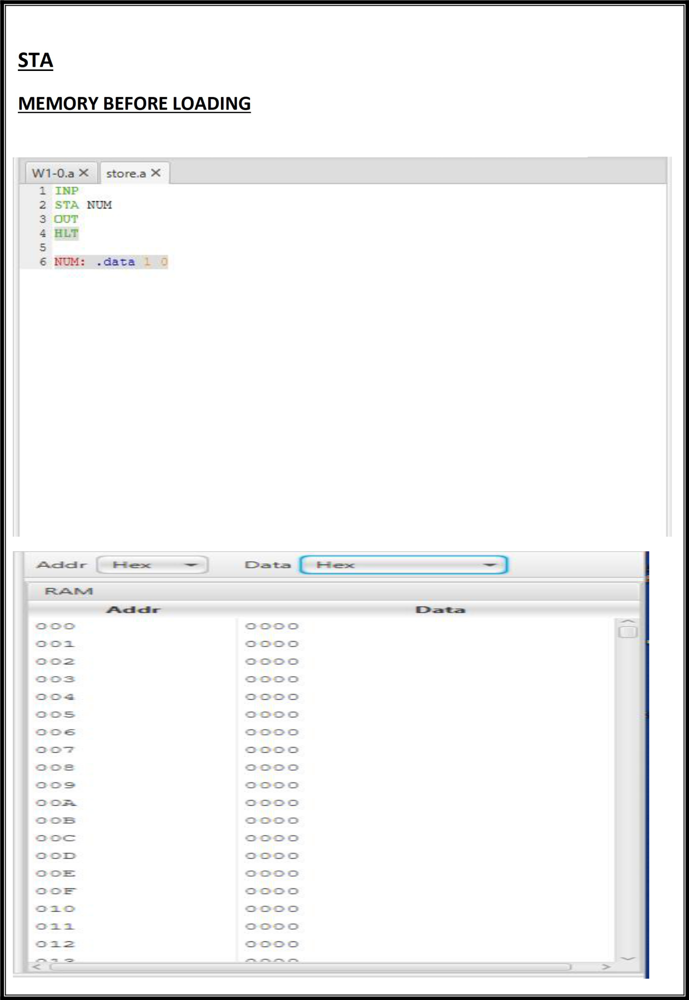 STA
MEMORY BEFORE LOADING
W1-0.a ✕ store.a ✕
1 INP
2 STA NUM
3 OUT
4 HLT
5
6 NUM: .data 1 0
Addr Hex Data Hex
RAM
Addr Data
000 0000
001 0000
002 0000
003 0000
004 0000
005 0000
006 0000
007 0000
008 0000
009 0000
00A 0000
00B 0000
00C 0000
00D 0000
00E 0000
00F 0000
010 0000
011 0000
012 0000
013 0000